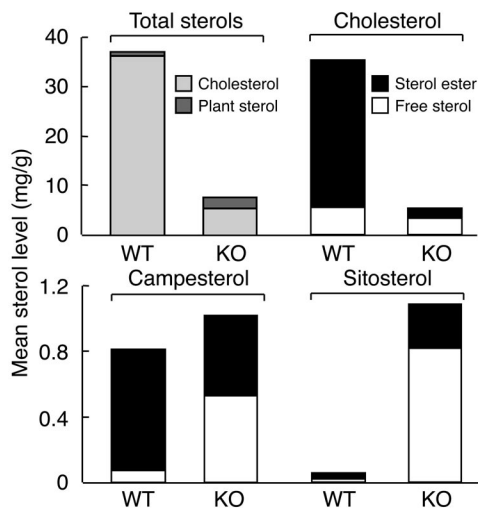 Total sterols
Cholesterol
Mean sterol level (mg/g)
40
30
20
10
0
Cholesterol
Plant sterol
Sterol ester
Free sterol
WT
KO
WT
KO
Campesterol
Sitosterol
1.2
0.8
0.4
0
WT
KO
WT
KO